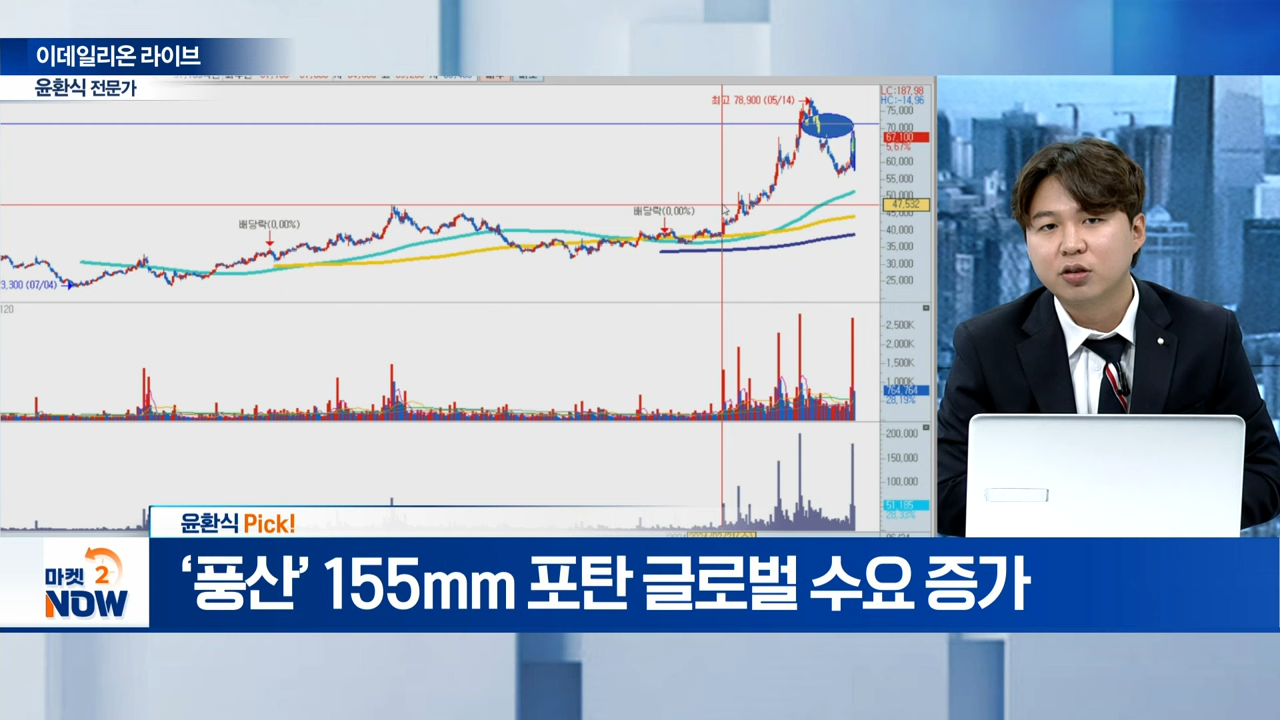 이데일리온 라이브
윤환식 전문가
최고 78,900 (05/14)
LC:187.98
HC:-14.96
75,000
70,000
67,100
5.67%
60,000
55,000
50,000
47,532
45,000
배당락(0,00%)
배당락(0,00%)
40,000
35,000
30,000
25,000
3,300 (07/04)
120
2,500K
2,000K
1,500K
1,000K
764,764
28.19%
200,000
150,000
100,000
51,185
윤환식 Pick!
마켓 2
NOW
‘풍산’ 155mm 포탄 글로벌 수요 증가